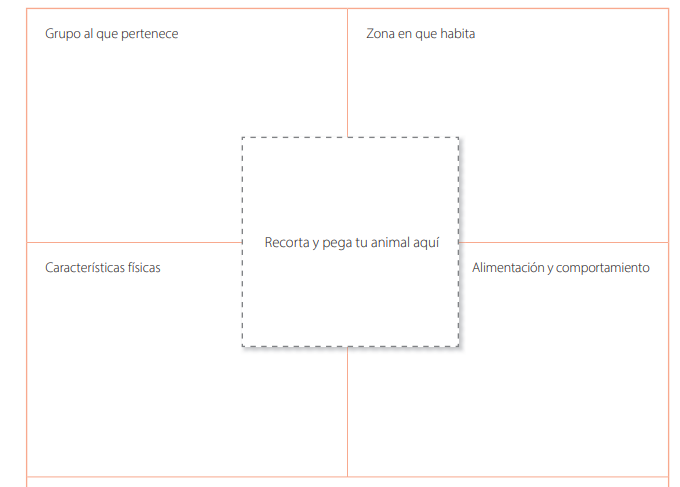 Grupo al que pertenece
Zona en que habita
Recorta y pega tu animal aquí
Características físicas
Alimentación y comportamiento